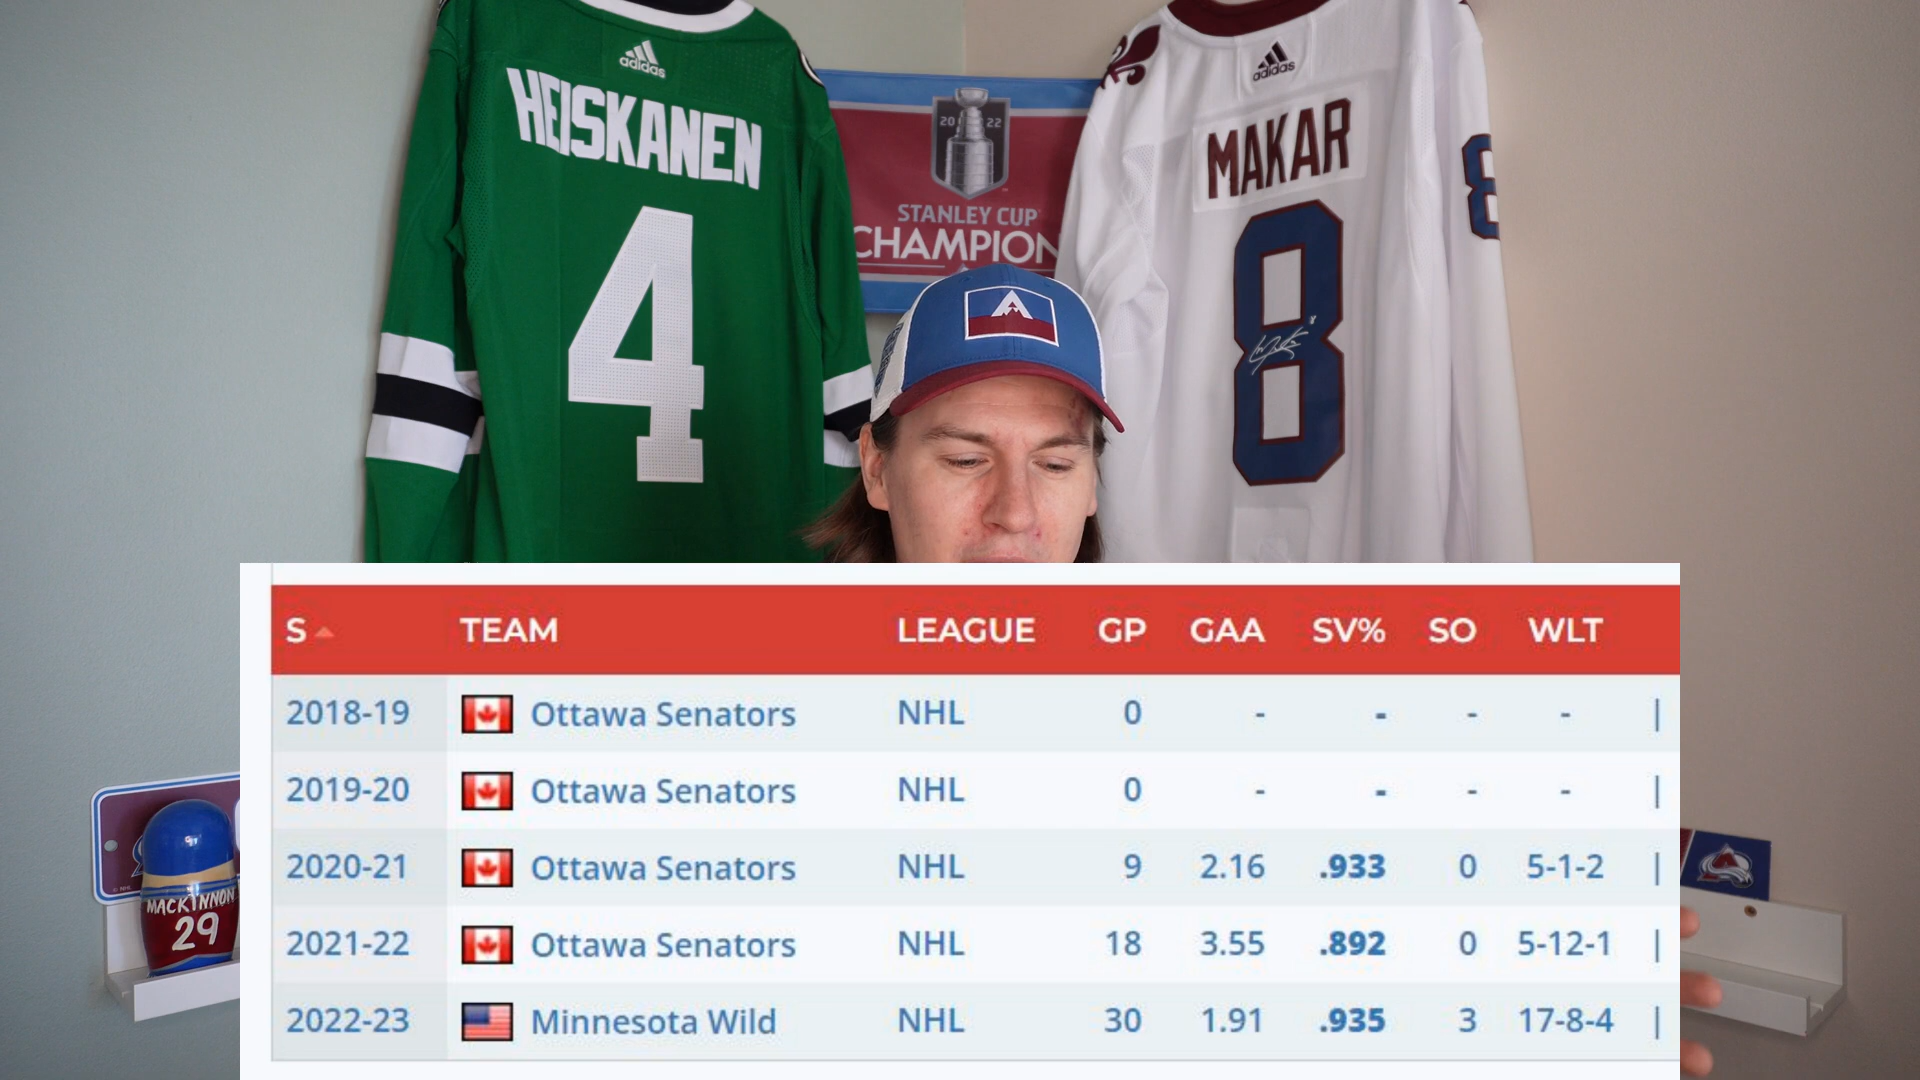 adidas
HEISKANEN
4
20 22
STANLEY CUP
CHAMPION
adidas
MAKAR
8
8
A
S TEAM LEAGUE GP GAA SV% SO WLT
2018-19 Ottawa Senators NHL 0 - - - - |
2019-20 Ottawa Senators NHL 0 - - - - |
2020-21 Ottawa Senators NHL 9 2.16 .933 0 5-1-2 |
2021-22 Ottawa Senators NHL 18 3.55 .892 0 5-12-1 |
2022-23 Minnesota Wild NHL 30 1.91 .935 3 17-8-4 |
MACKINNON
29